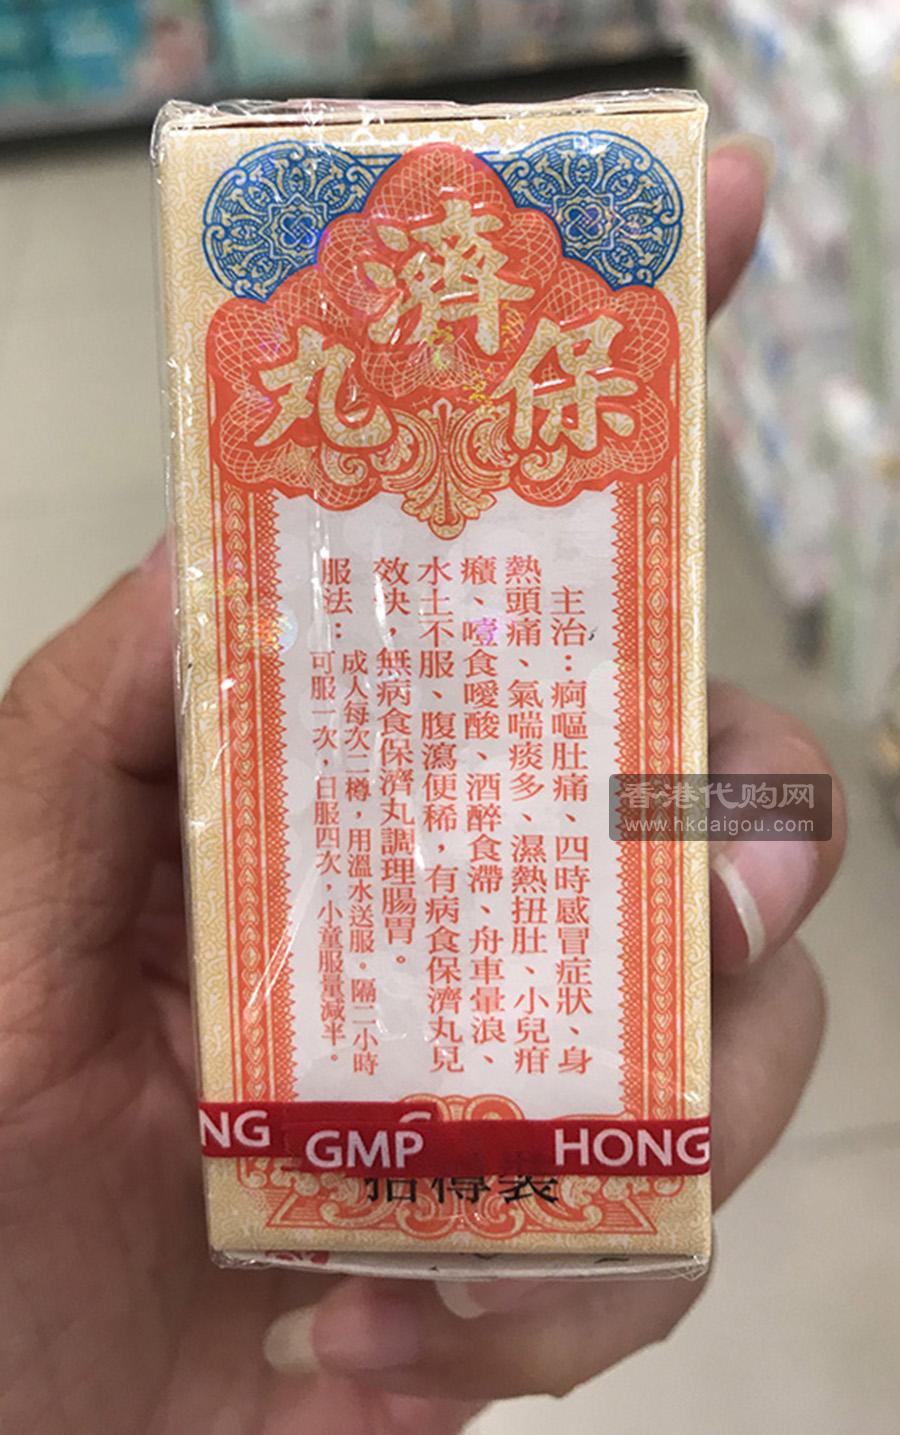 保濟丸
主治：痾嘔肚痛、四時感冒症狀、身
熱頭痛、氣喘痰多、濕熱扭肚、小兒疳
癪、噎食噯酸、酒醉食滯、舟車暈浪、
水土不服、腹瀉便稀，有病食保濟丸見
效決，無病食保濟丸調理腸胃。
服法：成人每次二樽，用溫水送服。隔二小時
可服一次，日服四次，小童服量減半。
香港代购网
www.hkdaigou.com
NG
GMP
HONG